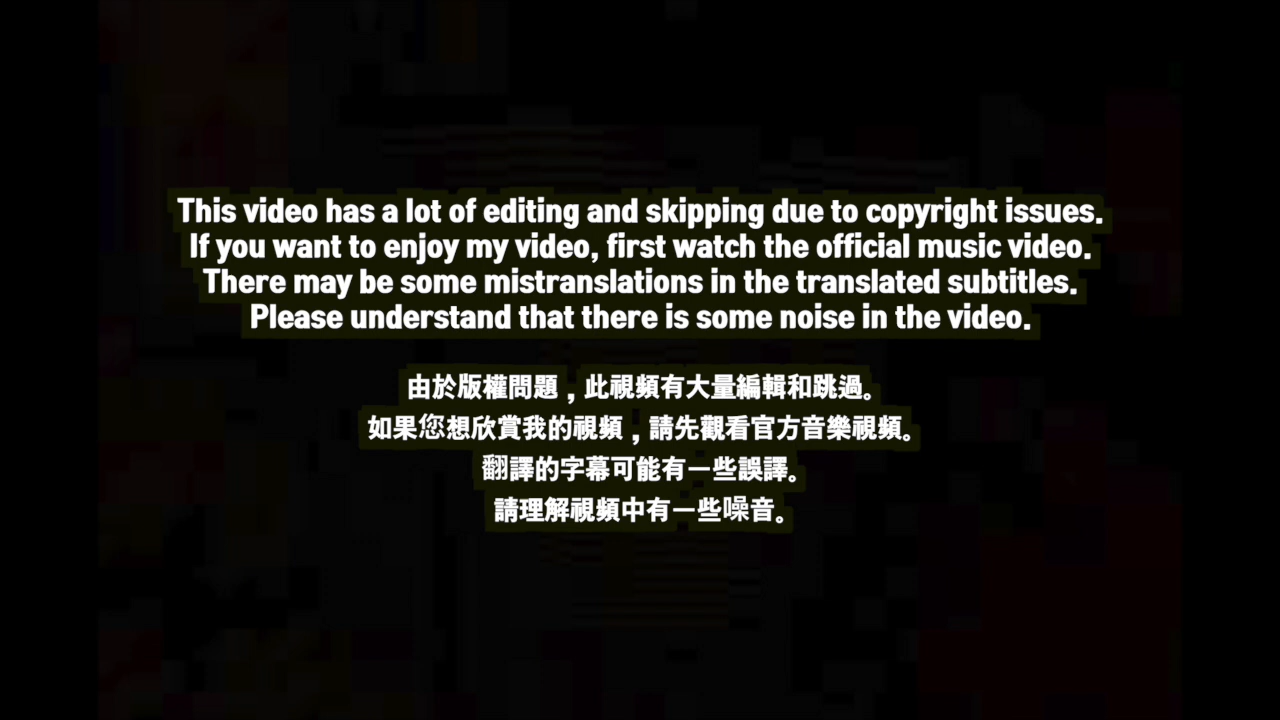 This video has a lot of editing and skipping due to copyright issues.
If you want to enjoy my video, first watch the official music video.
There may be some mistranslations in the translated subtitles.
Please understand that there is some noise in the video.
由於版權問題，此視頻有大量編輯和跳過。
如果您想欣賞我的視頻，請先觀看官方音樂視頻。
翻譯的字幕可能有一些誤譯。
請理解視頻中有一些噪音。